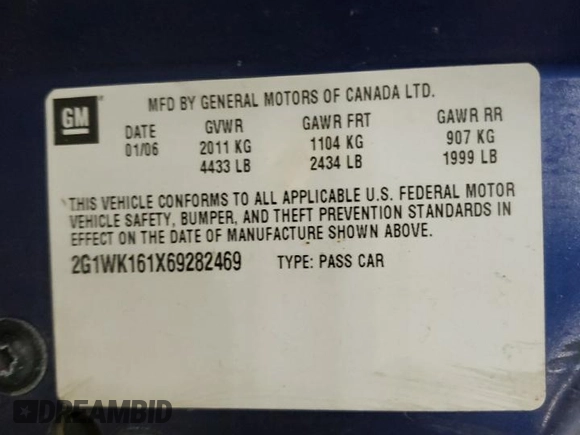 GM
MFD BY GENERAL MOTORS OF CANADA LTD.
DATE GVWR GAWR FRT GAWR RR
01/06 2011 KG 1104 KG 907 KG
4433 LB 2434 LB 1999 LB
THIS VEHICLE CONFORMS TO ALL APPLICABLE U.S. FEDERAL MOTOR
VEHICLE SAFETY, BUMPER, AND THEFT PREVENTION STANDARDS IN
EFFECT ON THE DATE OF MANUFACTURE SHOWN ABOVE.
2G1WK161X69282469 TYPE: PASS CAR
DREAMBID